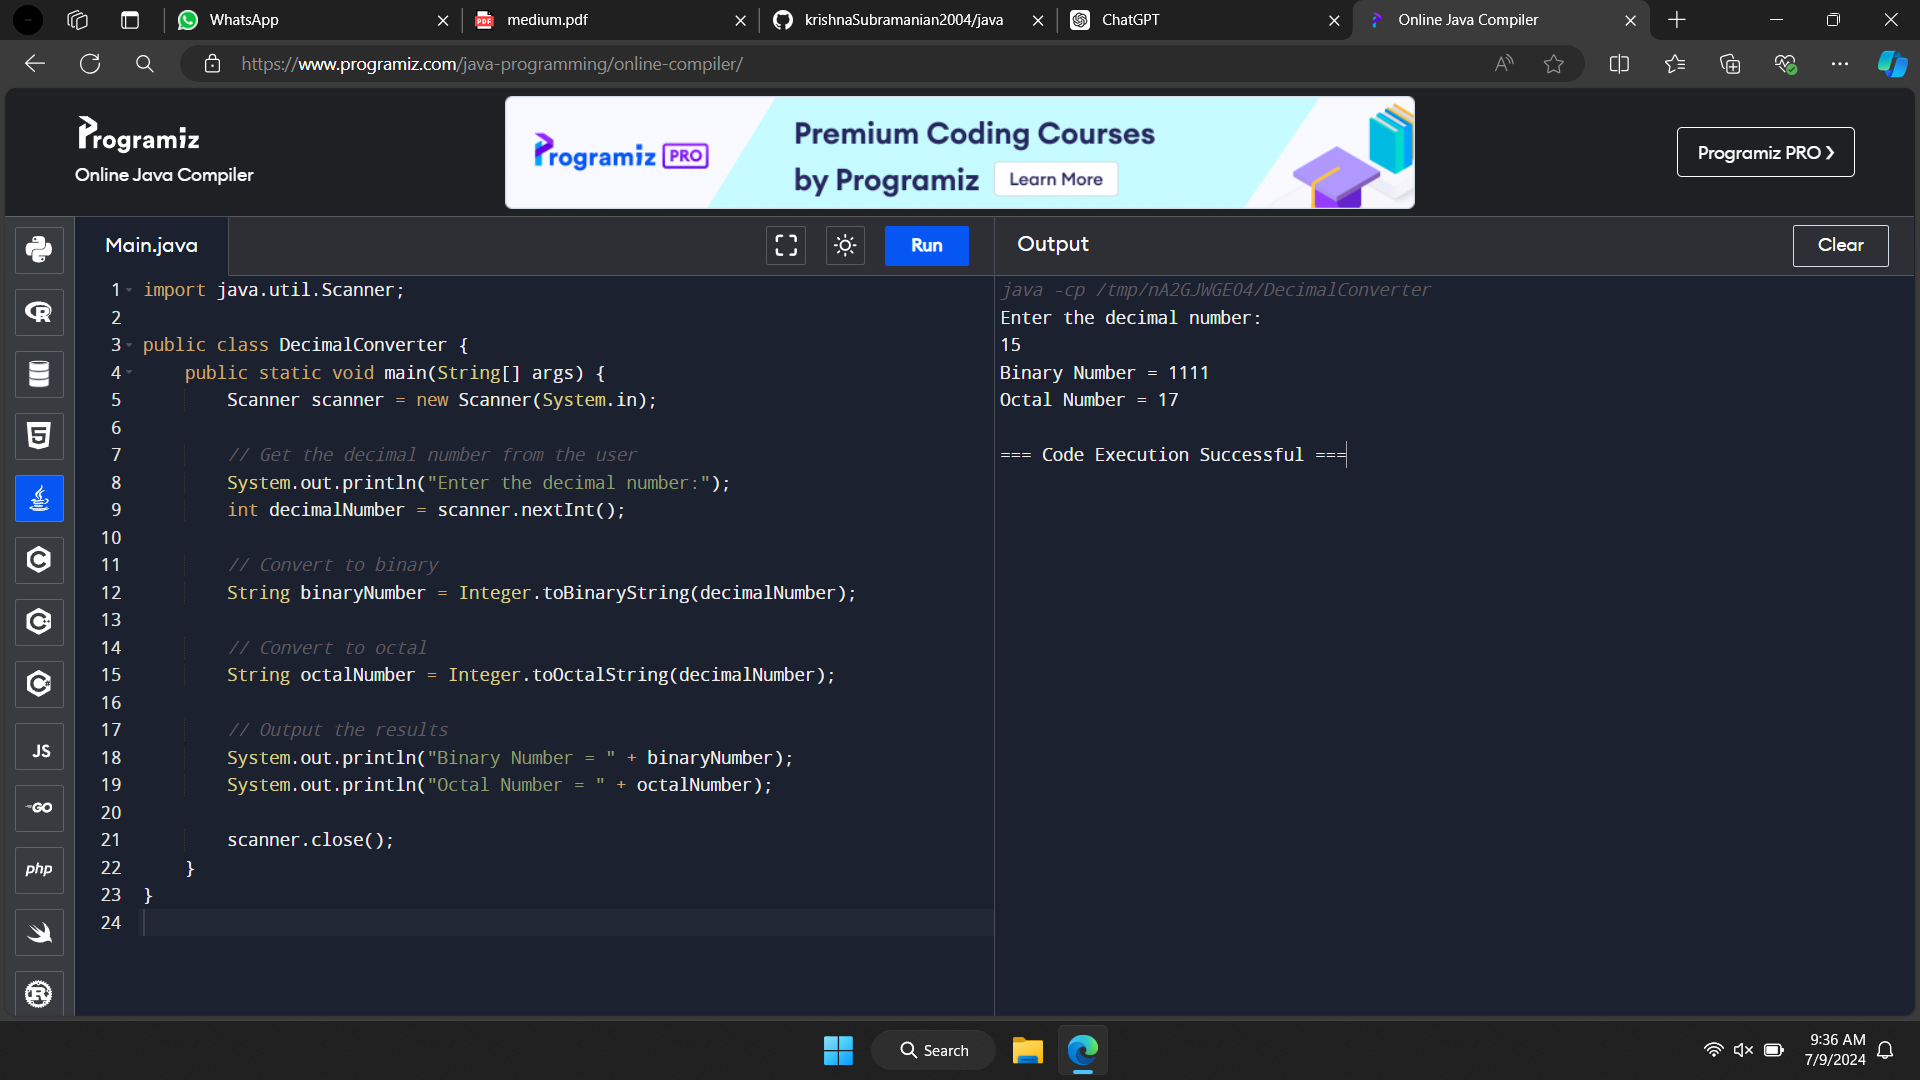 WhatsApp
medium.pdf
krishnaSubramanian2004/java
ChatGPT
Online Java Compiler
https://www.programiz.com/java-programming/online-compiler/
Programiz
Online Java Compiler
Programiz PRO
Premium Coding Courses
by Programiz
Learn More
Programiz PRO ❯
Main.java
Run
Output
Clear
1 import java.util.Scanner;
2
3 public class DecimalConverter {
4     public static void main(String[] args) {
5         Scanner scanner = new Scanner(System.in);
6
7         // Get the decimal number from the user
8         System.out.println("Enter the decimal number:");
9         int decimalNumber = scanner.nextInt();
10
11         // Convert to binary
12         String binaryNumber = Integer.toBinaryString(decimalNumber);
13
14         // Convert to octal
15         String octalNumber = Integer.toOctalString(decimalNumber);
16
17         // Output the results
18         System.out.println("Binary Number = " + binaryNumber);
19         System.out.println("Octal Number = " + octalNumber);
20
21         scanner.close();
22     }
23 }
24
java -cp /tmp/nA2GJWGEO4/DecimalConverter
Enter the decimal number:
15
Binary Number = 1111
Octal Number = 17
=== Code Execution Successful ===
R
5
C
C
C
JS
GO
php
R
Search
9:36 AM
7/9/2024